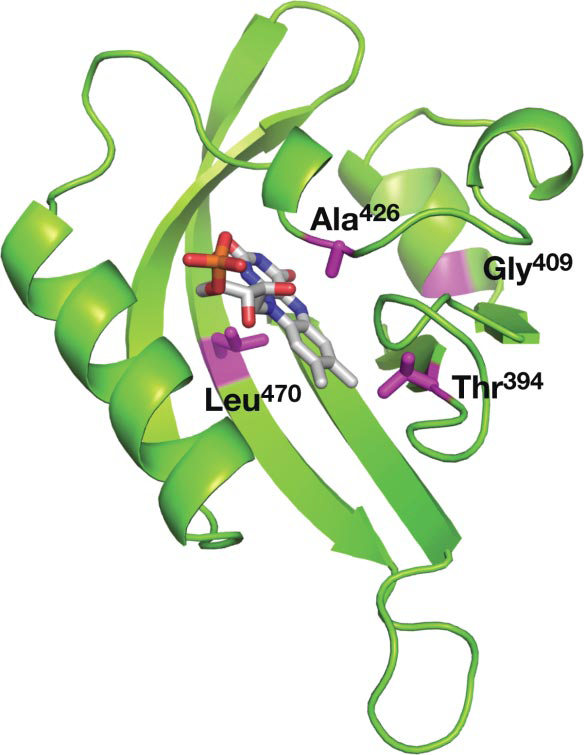 Ala⁴²⁶
Gly⁴⁰⁹
Thr³⁹⁴
Leu⁴⁷⁰